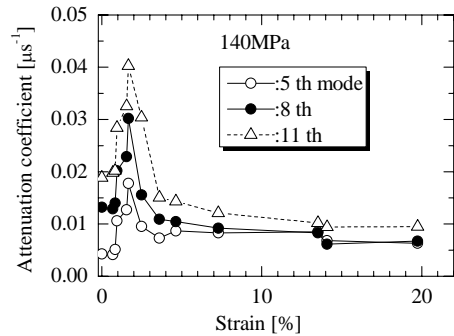 0.05
0.04
0.03
0.02
0.01
0.00
Attenuation coefficient [μs⁻¹]
140MPa
:5 th mode
:8 th
:11 th
0
10
20
Strain [%]